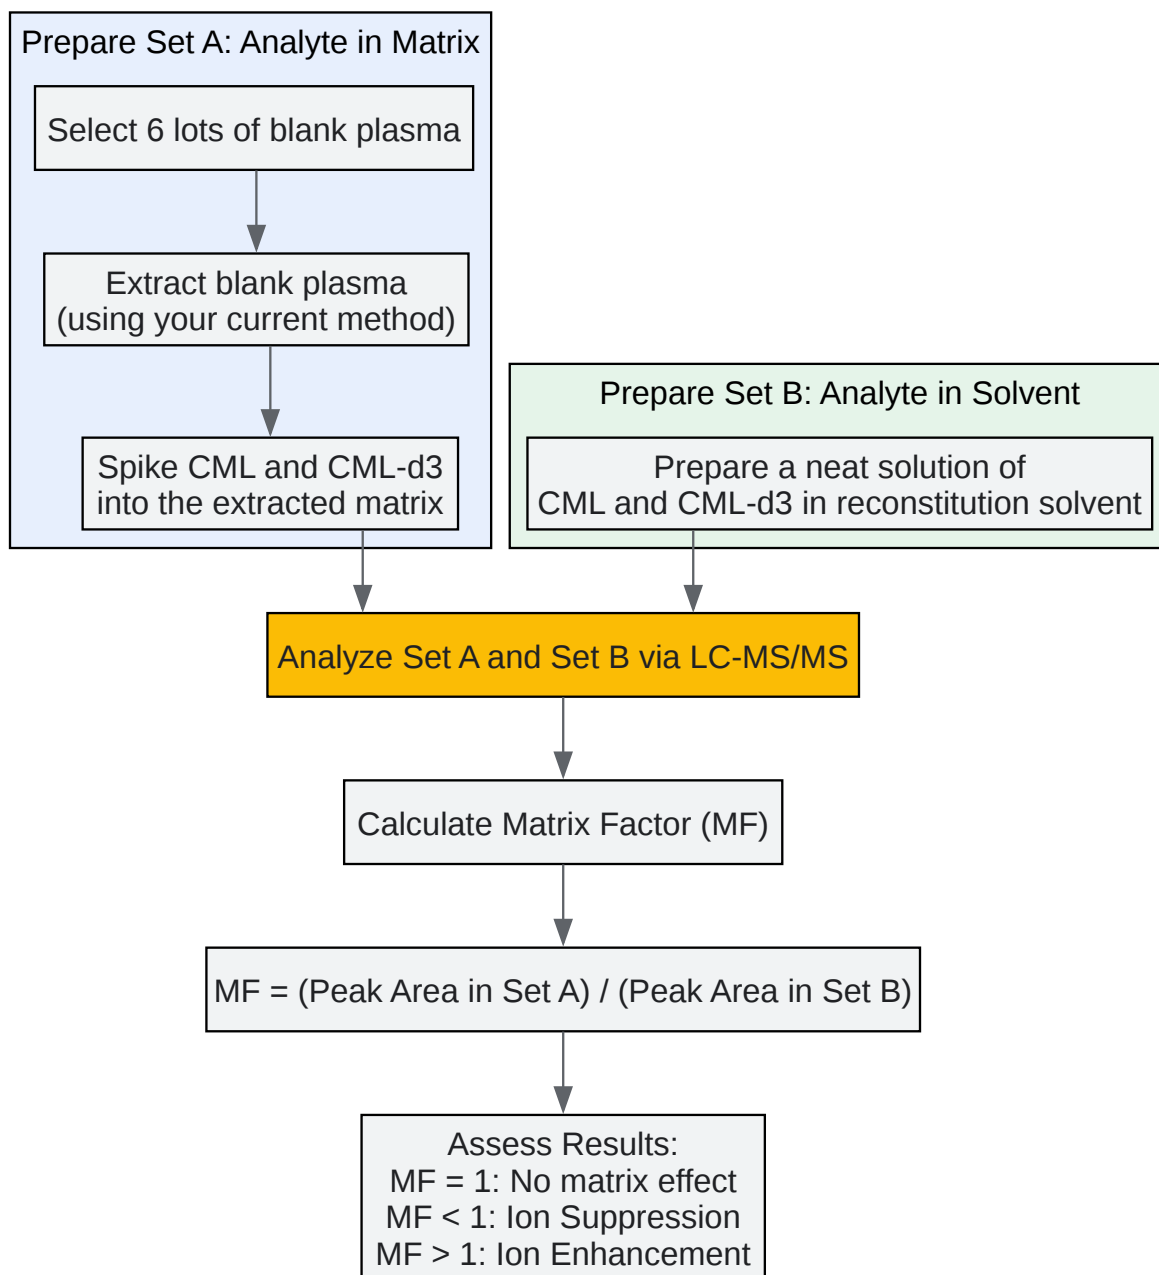 Prepare Set A: Analyte in Matrix
Select 6 lots of blank plasma
Extract blank plasma
(using your current method)
Spike CML and CML-d3
into the extracted matrix
Prepare Set B: Analyte in Solvent
Prepare a neat solution of
CML and CML-d3 in reconstitution solvent
Analyze Set A and Set B via LC-MS/MS
Calculate Matrix Factor (MF)
MF = (Peak Area in Set A) / (Peak Area in Set B)
Assess Results:
MF = 1: No matrix effect
MF < 1: Ion Suppression
MF > 1: Ion Enhancement